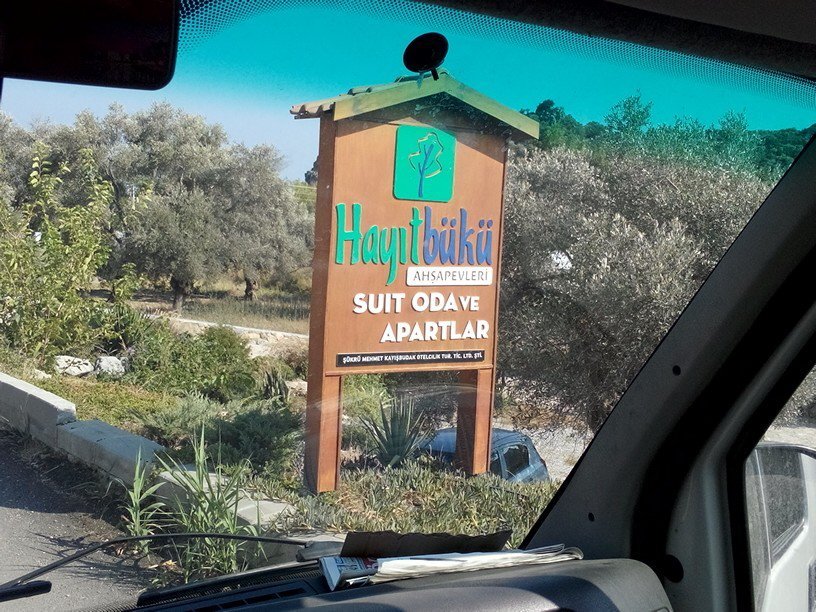 Hayıtbükü
AHŞAPEVLERİ
SUIT ODA VE
APARTLAR
ŞÜKRÜ MEHMET KAYIŞBUDAK OTELCİLİK TUR. TİC. LTD. ŞTİ.